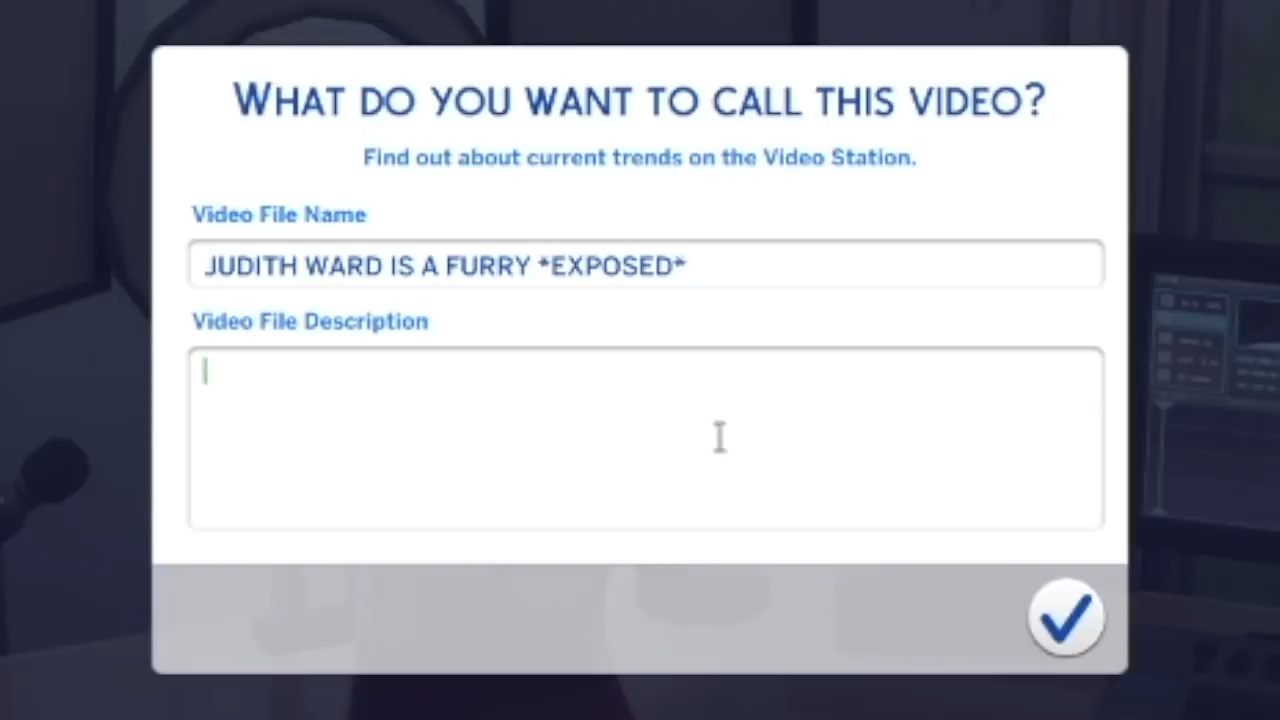 WHAT DO YOU WANT TO CALL THIS VIDEO?
Find out about current trends on the Video Station.
Video File Name
JUDITH WARD IS A FURRY *EXPOSED*
Video File Description